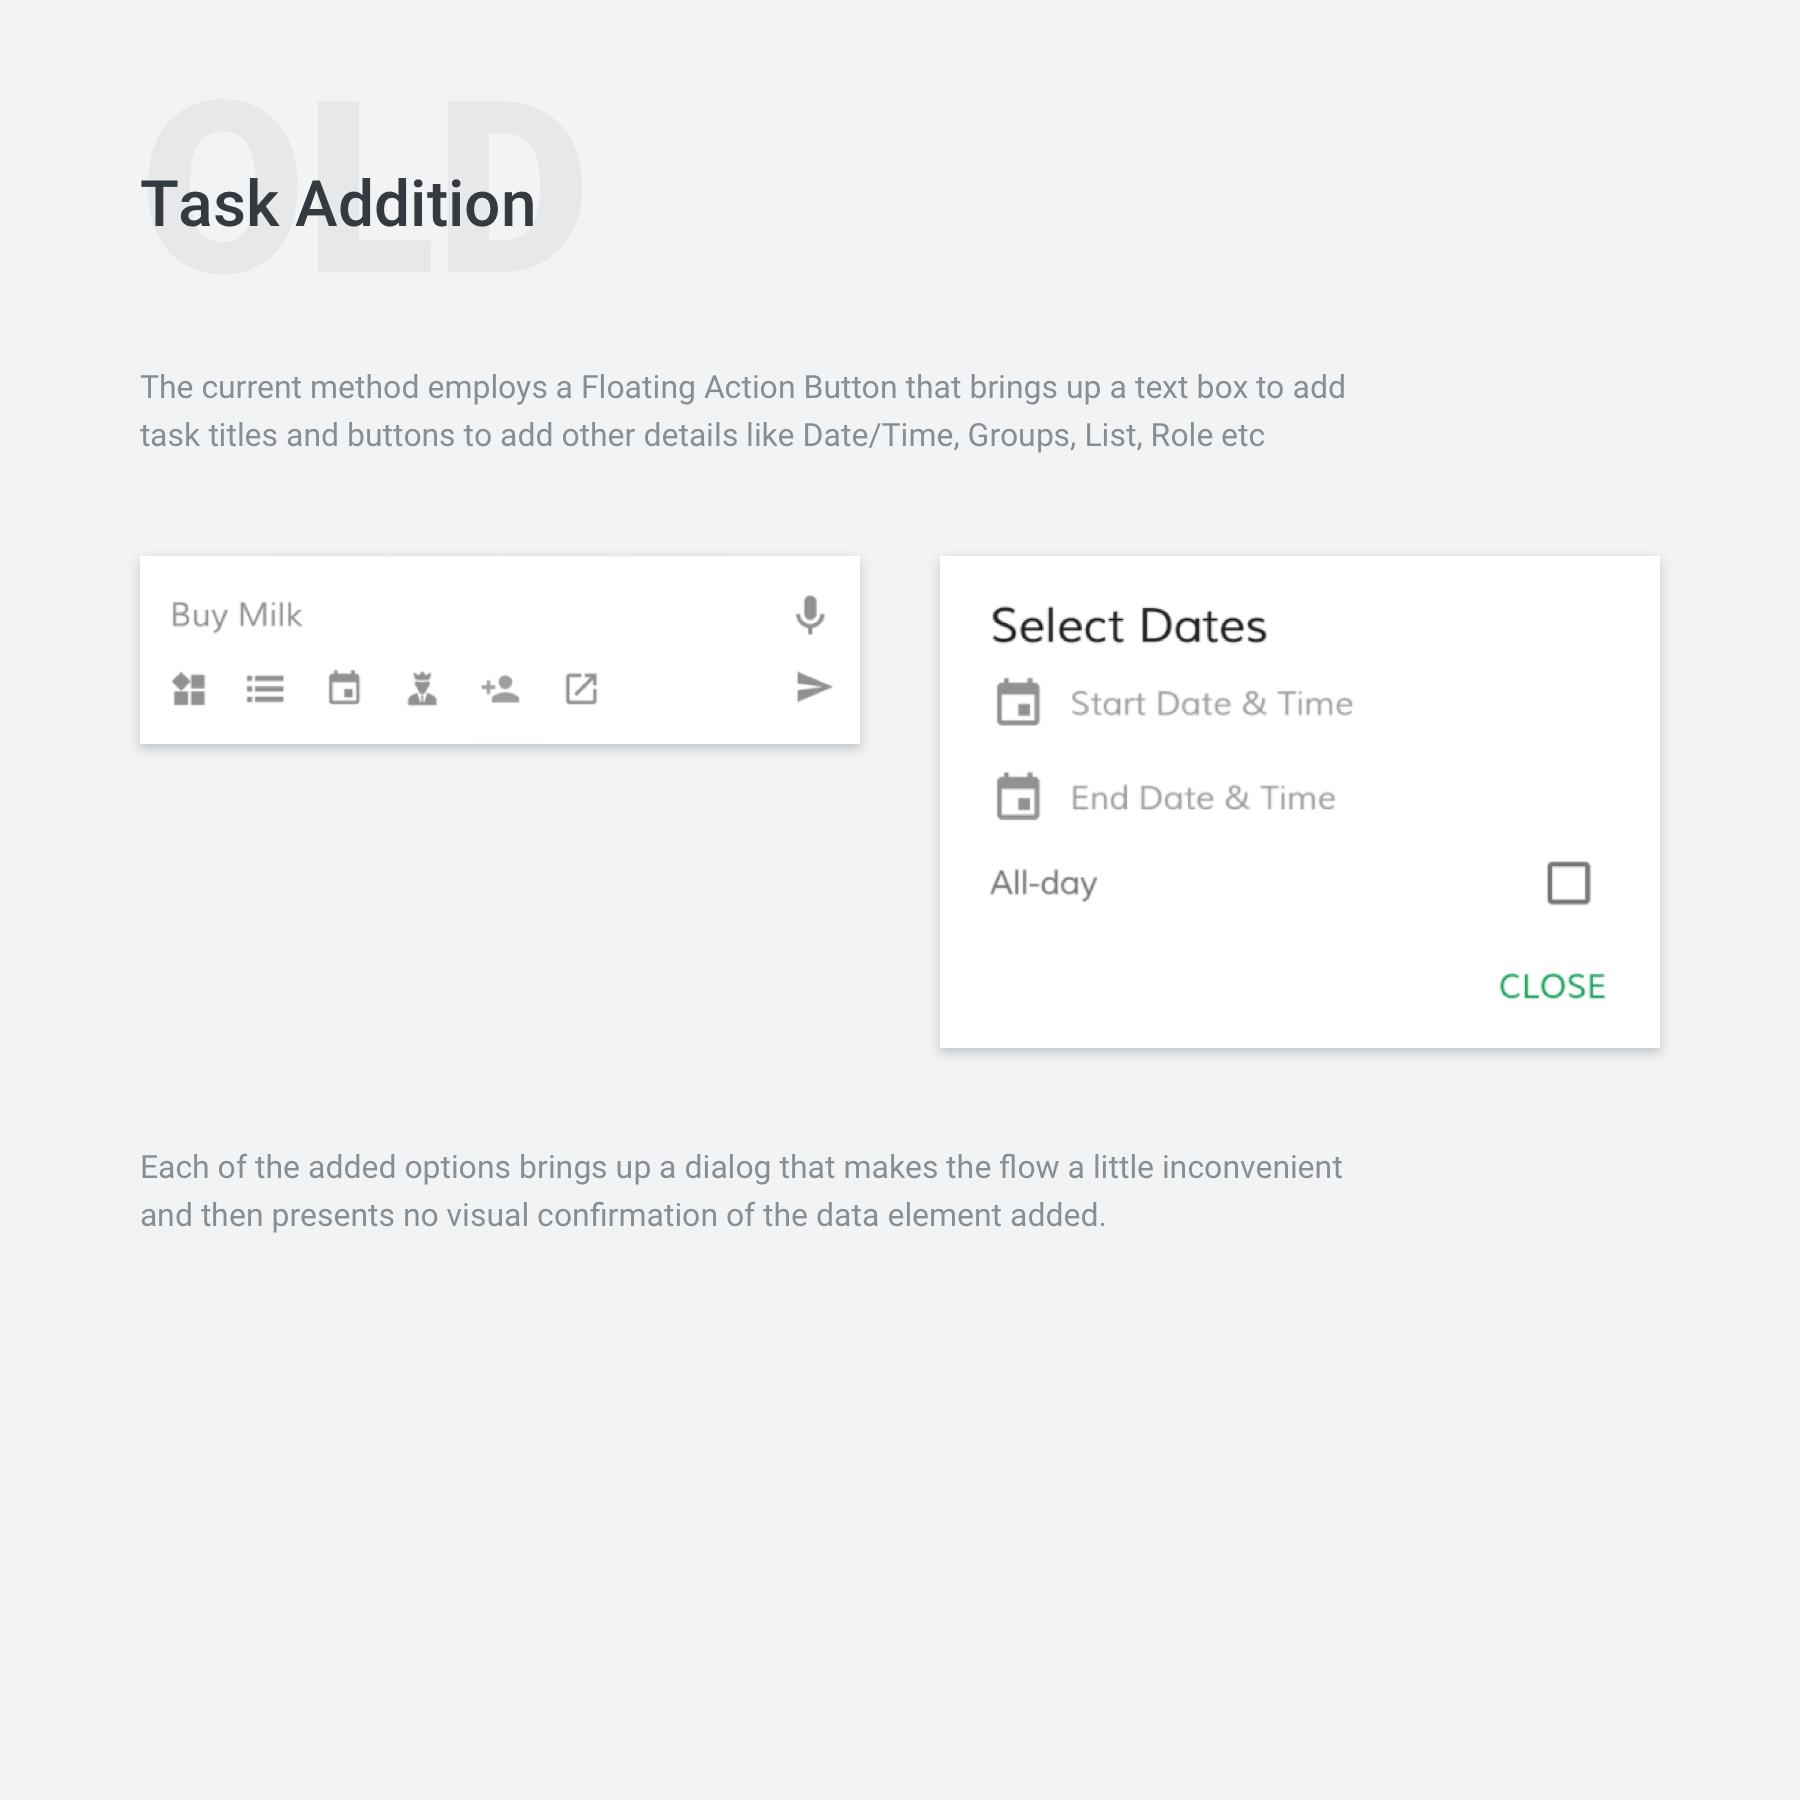 OLD
Task Addition
The current method employs a Floating Action Button that brings up a text box to add
task titles and buttons to add other details like Date/Time, Groups, List, Role etc
Buy Milk
Select Dates
Start Date & Time
End Date & Time
All-day
CLOSE
Each of the added options brings up a dialog that makes the flow a little inconvenient
and then presents no visual confirmation of the data element added.